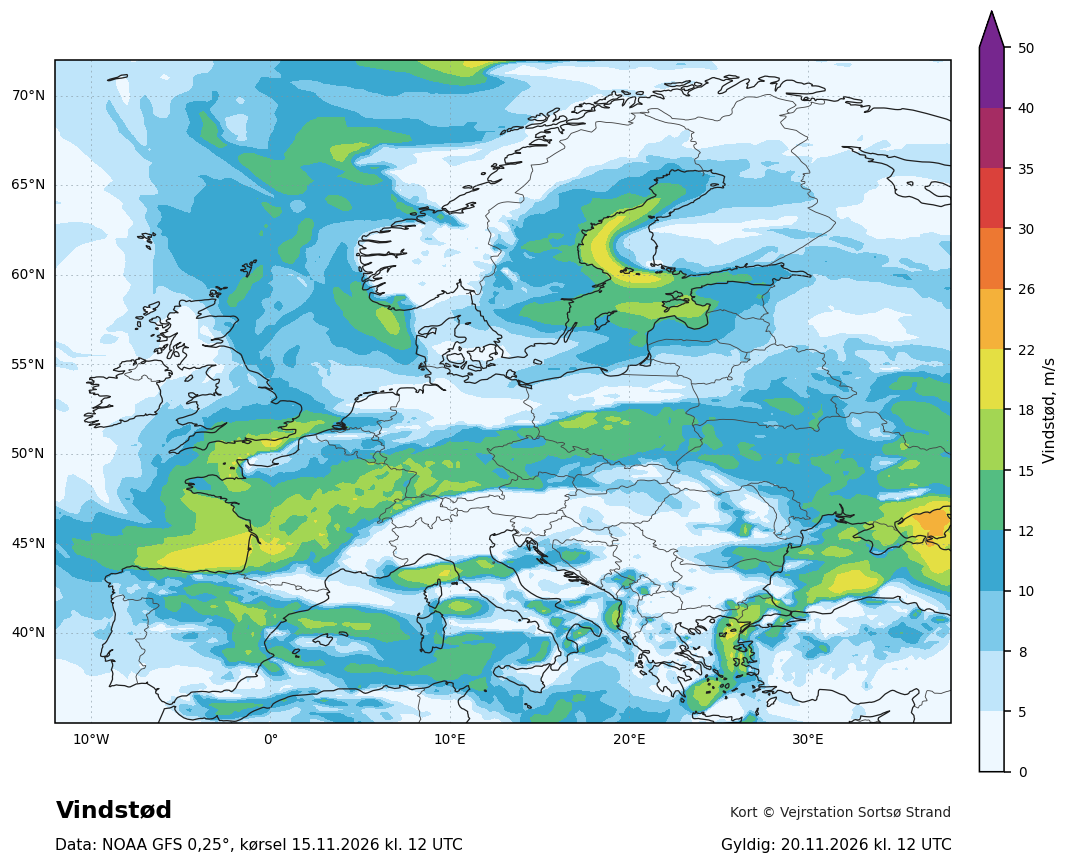 50
40
35
30
26
22
18
15
12
10
8
5
0
Vindstød, m/s
70°N
65°N
60°N
55°N
50°N
45°N
40°N
10°W
0°
10°E
20°E
30°E
Vindstød
Kort © Vejrstation Sortsø Strand
Data: NOAA GFS 0,25°, kørsel 15.11.2026 kl. 12 UTC
Gyldig: 20.11.2026 kl. 12 UTC